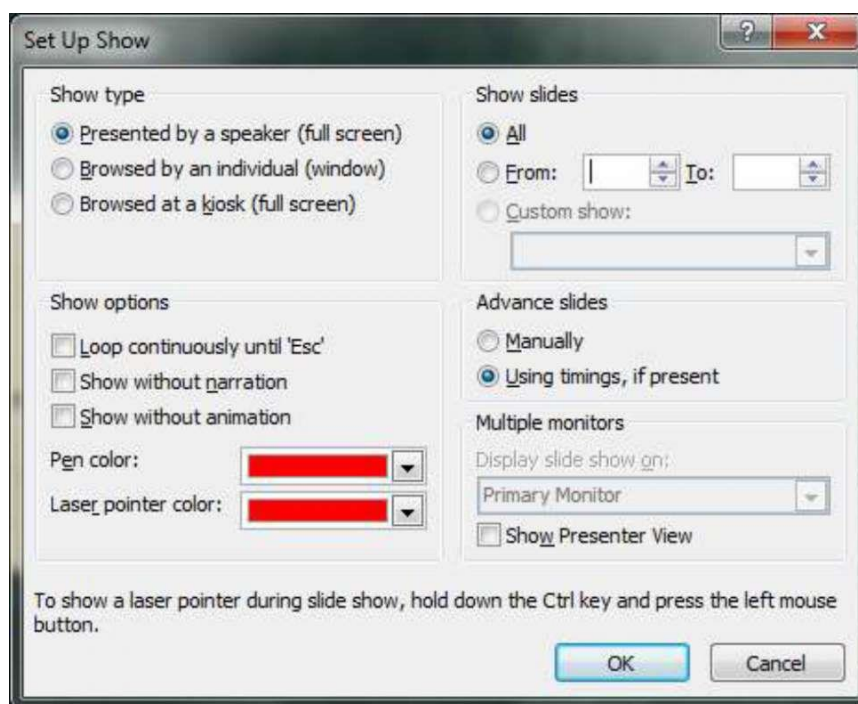 Set Up Show
Show type
Presented by a speaker (full screen)
Browsed by an individual (window)
Browsed at a kiosk (full screen)
Show slides
All
From: To:
Custom show:
Show options
Loop continuously until 'Esc'
Show without narration
Show without animation
Pen color:
Laser pointer color:
Advance slides
Manually
Using timings, if present
Multiple monitors
Display slide show on:
Primary Monitor
Show Presenter View
To show a laser pointer during slide show, hold down the Ctrl key and press the left mouse
button.
OK Cancel